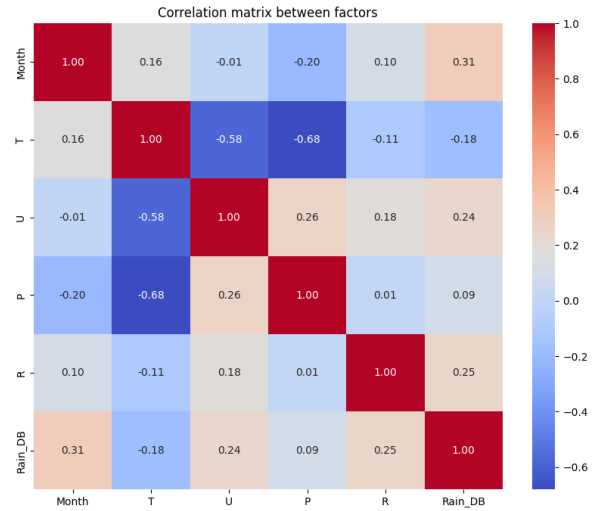 Correlation matrix between factors
Month 1.00 0.16 -0.01 -0.20 0.10 0.31
T 0.16 1.00 -0.58 -0.68 -0.11 -0.18
U -0.01 -0.58 1.00 0.26 0.18 0.24
P -0.20 -0.68 0.26 1.00 0.01 0.09
R 0.10 -0.11 0.18 0.01 1.00 0.25
Rain_DB 0.31 -0.18 0.24 0.09 0.25 1.00
Month T U P R Rain_DB
1.0
0.8
0.6
0.4
0.2
0.0
-0.2
-0.4
-0.6